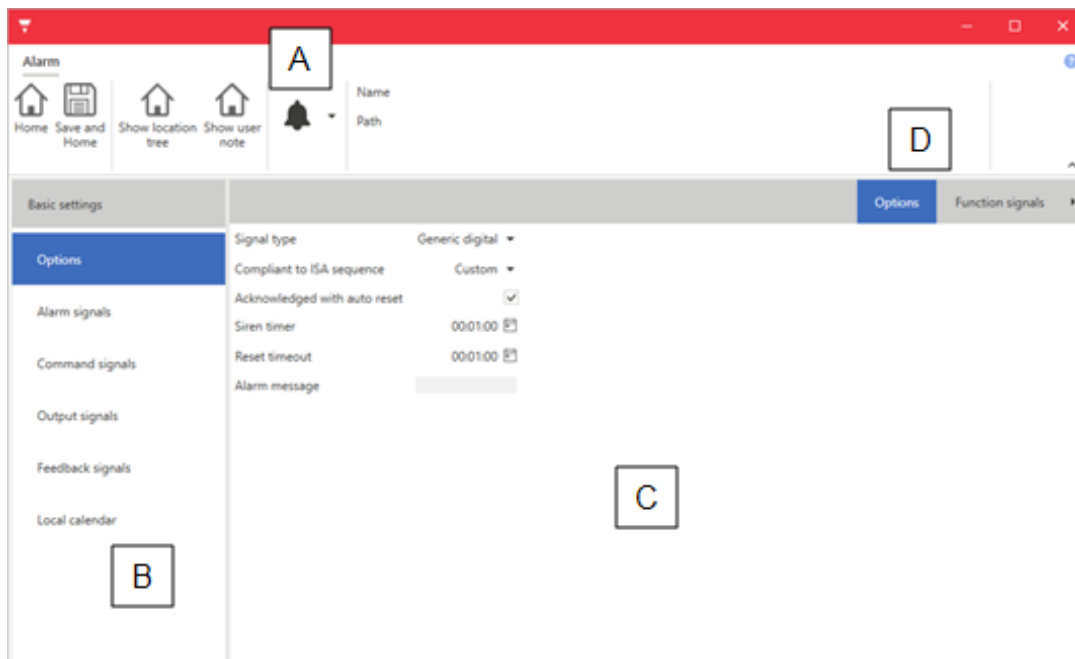 A
Alarm
Home
Save and
Home
Show location
tree
Show user
note
Name
Path
D
Basic settings
Options
Function signals
Options
Alarm signals
Command signals
Output signals
Feedback signals
Local calendar
B
Signal type Generic digital
Compliant to ISA sequence Custom
Acknowledged with auto reset
Siren timer 00:01:00
Reset timeout 00:01:00
Alarm message
C